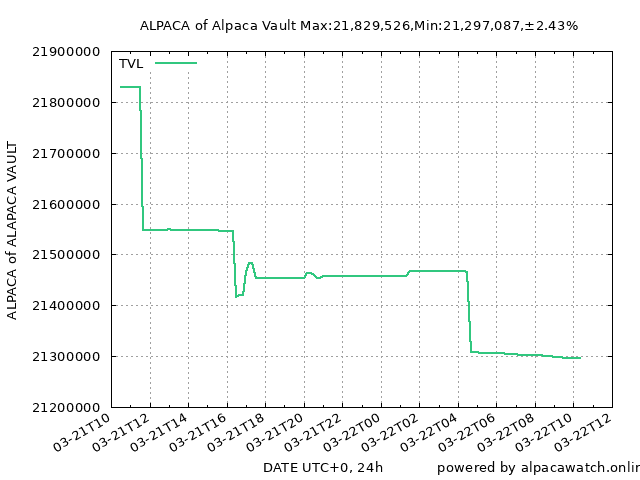 ALPACA of Alpaca Vault Max:21,829,526,Min:21,297,087,±2.43%
21900000
TVL
21800000
21700000
21600000
21500000
21400000
21300000
21200000
ALPACA of ALAPACA VAULT
03-21T10
03-21T12
03-21T14
03-21T16
03-21T18
03-21T20
03-21T22
03-22T00
03-22T02
03-22T04
03-22T06
03-22T08
03-22T10
03-22T12
DATE UTC+0, 24h
powered by alpacawatch.onlin